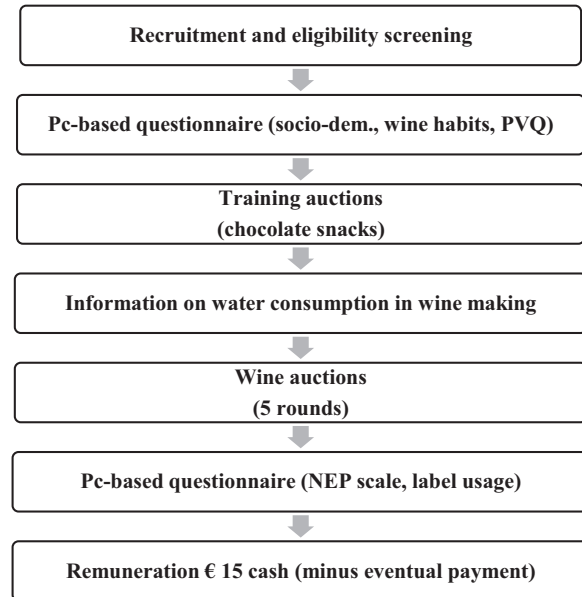 Recruitment and eligibility screening
Pc-based questionnaire (socio-dem., wine habits, PVQ)
Training auctions
(chocolate snacks)
Information on water consumption in wine making
Wine auctions
(5 rounds)
Pc-based questionnaire (NEP scale, label usage)
Remuneration € 15 cash (minus eventual payment)